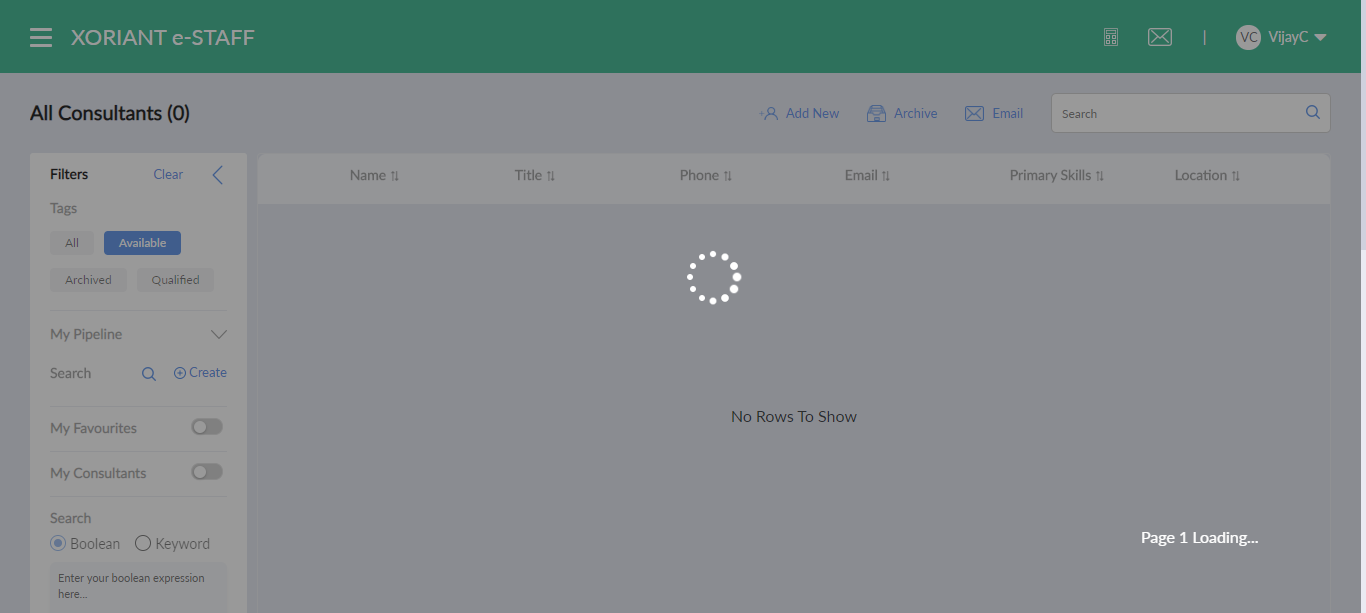 XORIANT e-STAFF
|
VC VijayC
All Consultants (0)
Add New Archive Email Search
Filters Clear
Name Title Phone Email Primary Skills Location
Tags
All Available
Archived Qualified
My Pipeline
Search Create
No Rows To Show
My Favourites
My Consultants
Search
Boolean Keyword
Page 1 Loading...
Enter your boolean expression
here...